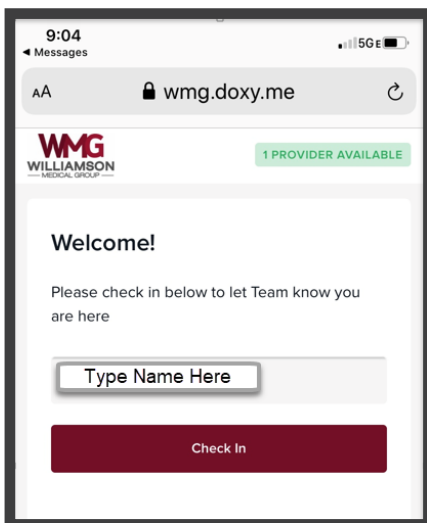 9:04
5GE
Messages
AA wmg.doxy.me
WMG
WILLIAMSON
MEDICAL GROUP
1 PROVIDER AVAILABLE
Welcome!
Please check in below to let Team know you
are here
Type Name Here
Check In